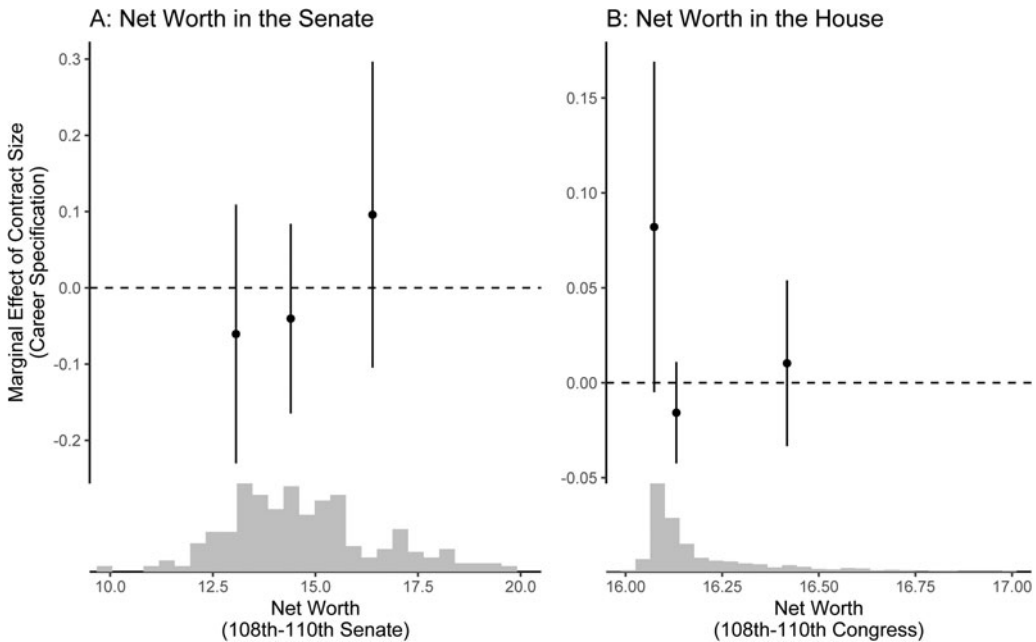 A: Net Worth in the Senate
B: Net Worth in the House
Marginal Effect of Contract Size
(Career Specification)
0.3
0.2
0.1
0.0
-0.1
-0.2
10.0 12.5 15.0 17.5 20.0
Net Worth
(108th-110th Senate)
0.15
0.10
0.05
0.00
-0.05
16.00 16.25 16.50 16.75 17.00
Net Worth
(108th-110th Congress)